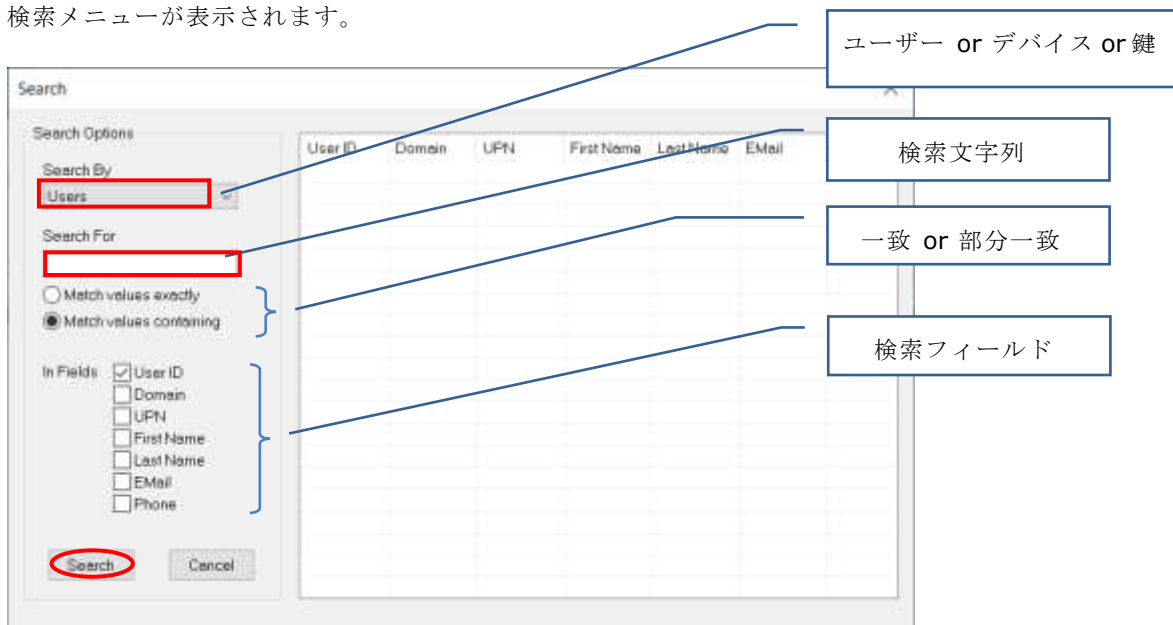 検索メニューが表示されます。
ユーザー or デバイス or 鍵
Search
Search Options
Search By
Users
User ID Domain UPN First Name Last Name EMail
検索文字列
Search For
一致 or 部分一致
Match values exactly
Match values containing
検索フィールド
In Fields User ID
Domain
UPN
First Name
Last Name
EMail
Phone
Search Cancel